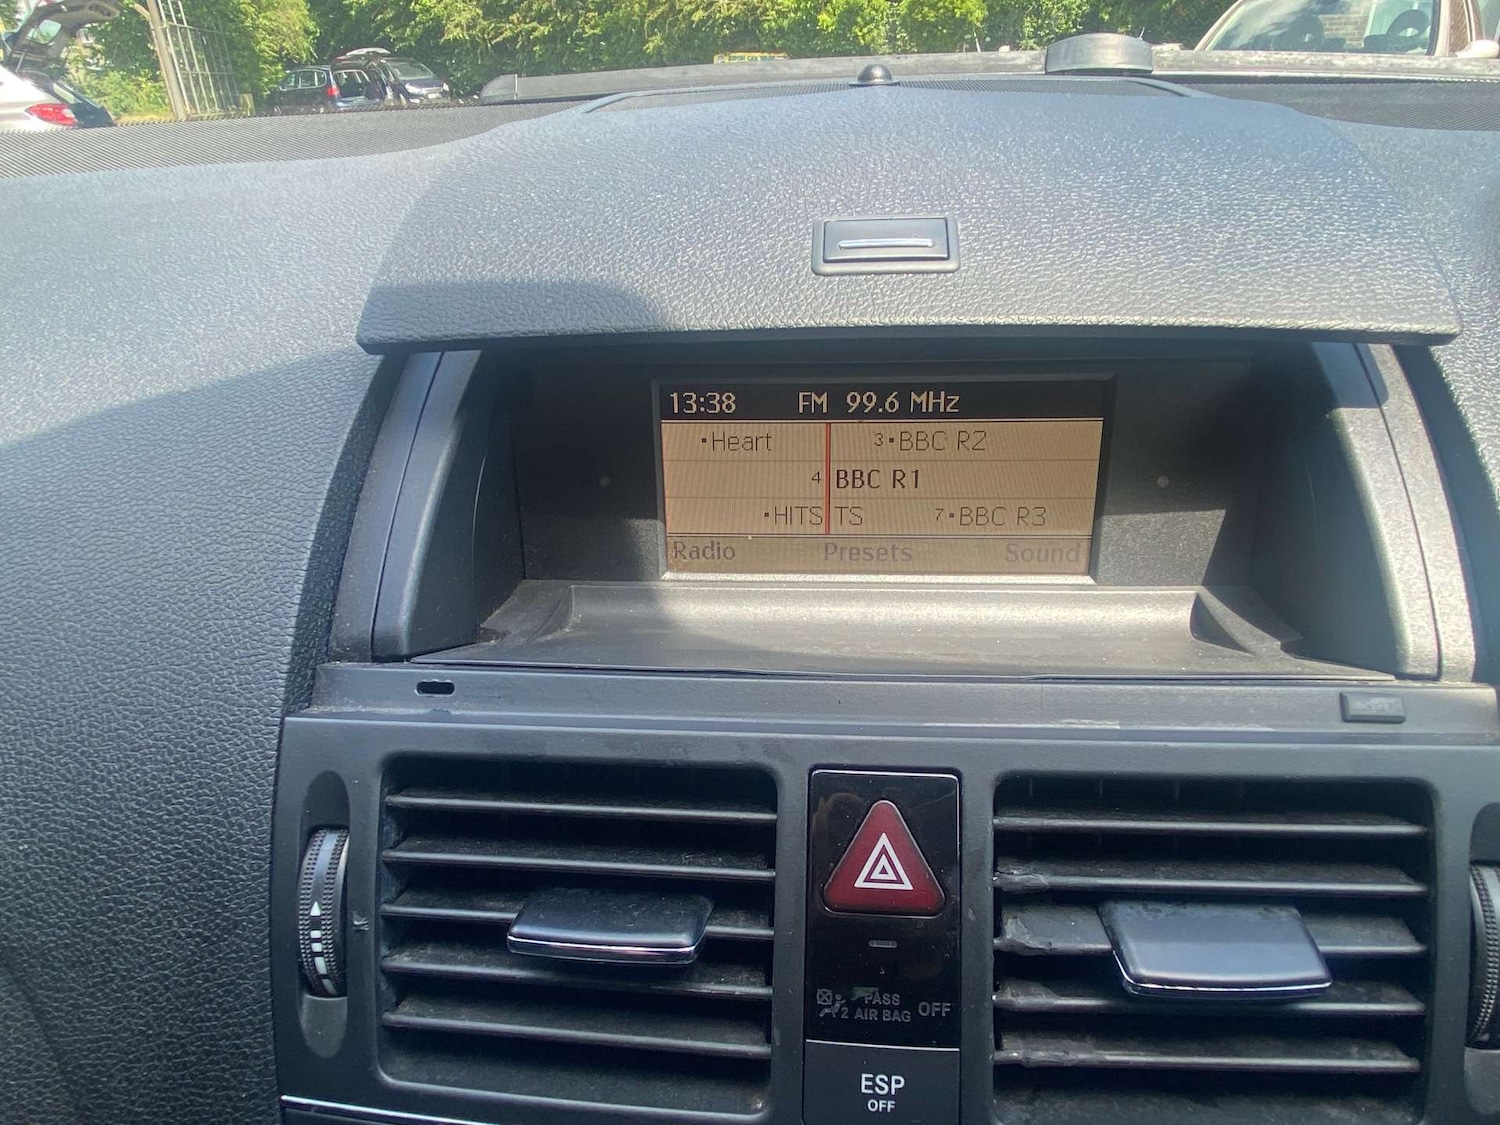 13:38 FM 99.6 MHz
Heart 3 BBC R2
4 BBC R1
HITS TS 7 BBC R3
Radio Presets Sound
PASS
2 AIR BAG OFF
ESP
OFF